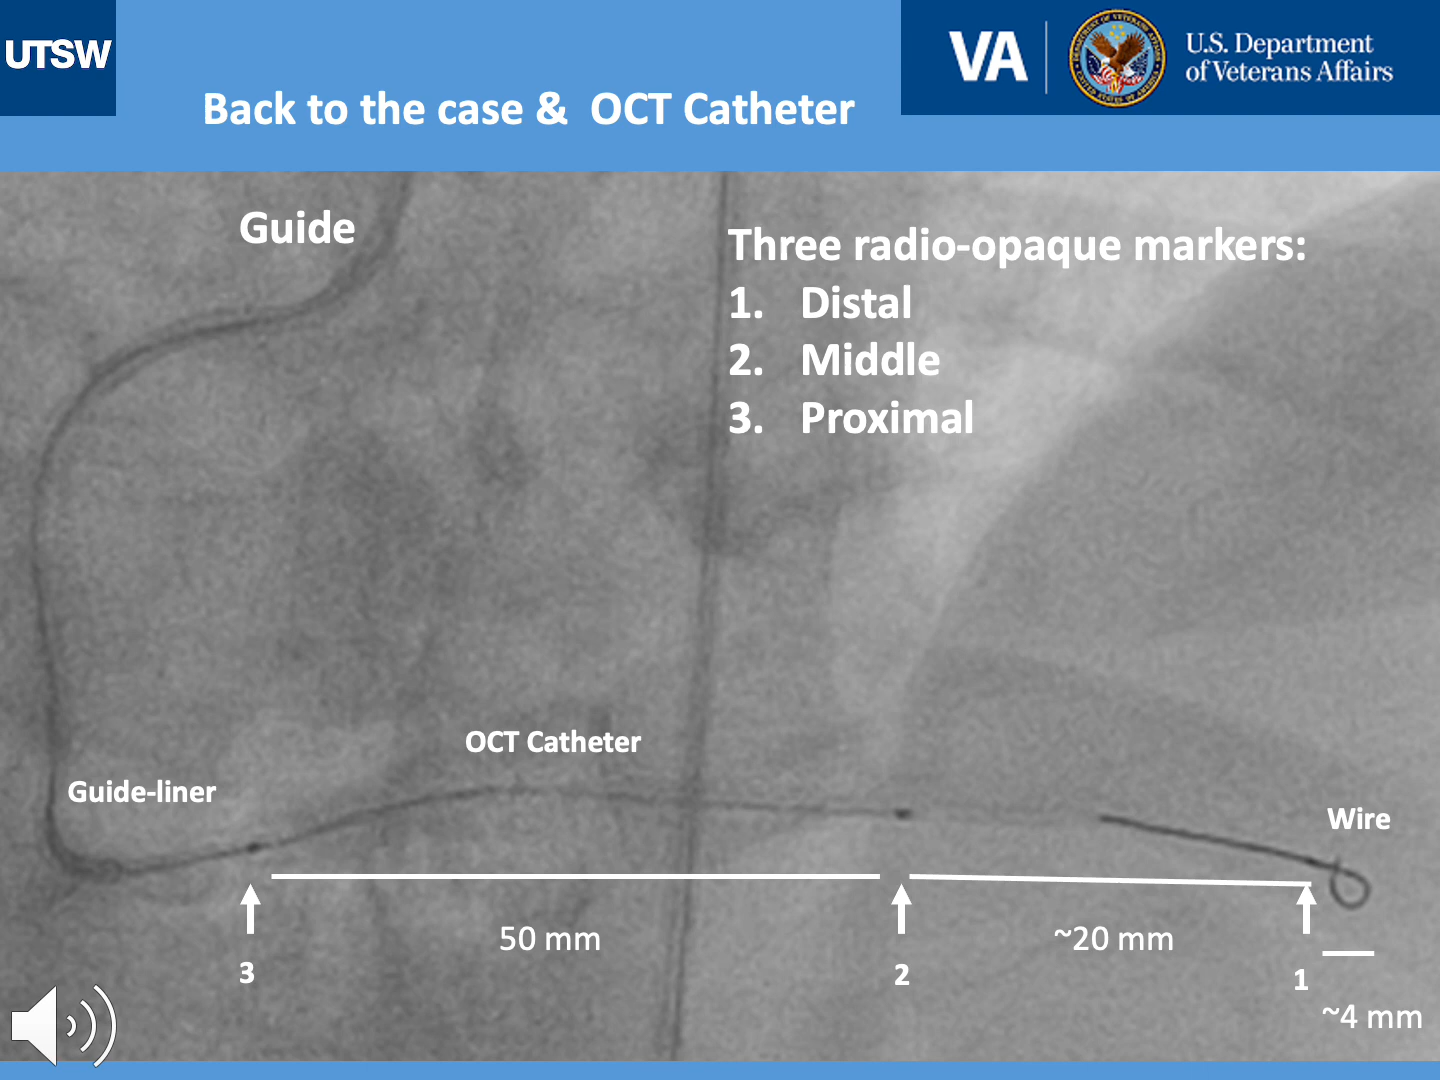 UTSW
VA
U.S. Department
of Veterans Affairs
Back to the case & OCT Catheter
Guide
Three radio-opaque markers:
1. Distal
2. Middle
3. Proximal
OCT Catheter
Guide-liner
Wire
50 mm
~20 mm
3
2
1
~4 mm